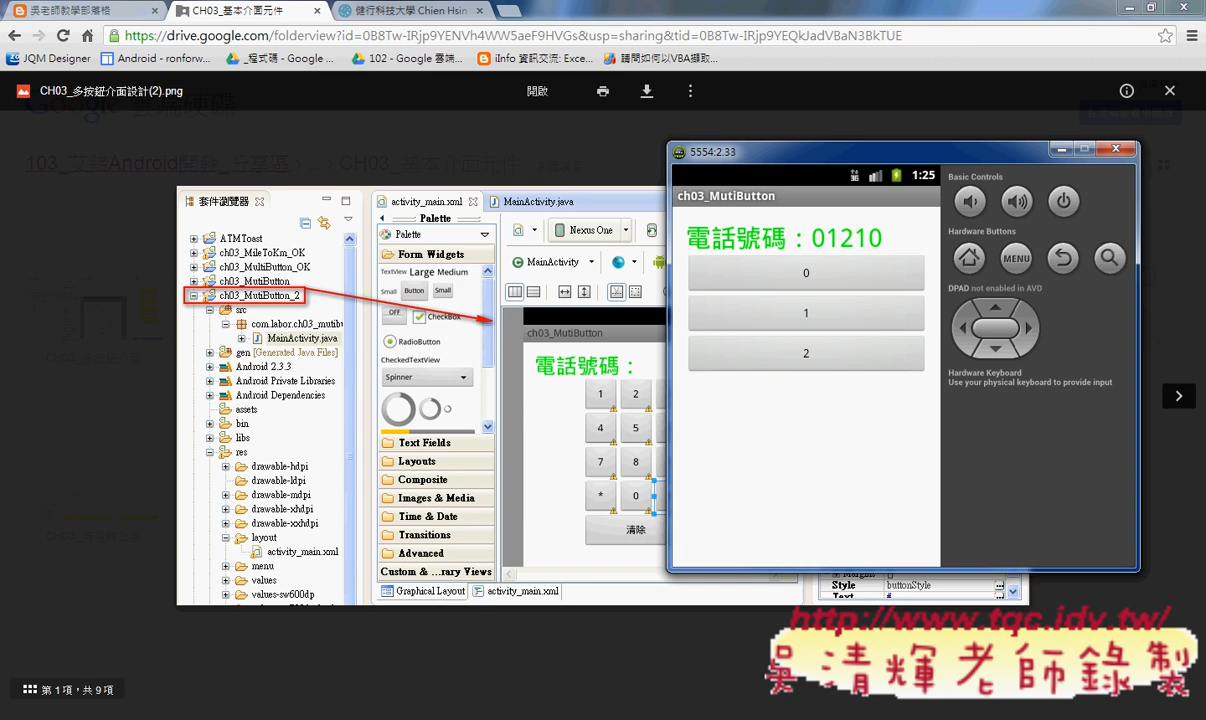 吳老師教學部落格
CH03_基本介面元件
健行科技大學 Chien Hsin
https://drive.google.com/folderview?id=0B8Tw-IRjp9YENVh4WW5aeF9HVGs&usp=sharing&tid=0B8Tw-IRjp9YEQkJadVBaN3BkTUE
JQM Designer
Android - ronforw...
_程式碼 - Google ...
102 - Google 雲端...
iInfo 資訊交流: Exce...
請問如何以VBA擷取...
CH03_多按鈕介面設計(2).png
開啟
103_艾鍗Android開發_分享區
CH03_基本介面元件
套件瀏覽器
ATMToast
ch03_MileToKm_OK
ch03_MultiButton_OK
ch03_MutiButton
ch03_MutiButton_2
src
com.labor.ch03_mutibu
MainActivity.java
gen [Generated Java Files]
Android 2.3.3
Android Private Libraries
Android Dependencies
assets
bin
libs
res
drawable-hdpi
drawable-ldpi
drawable-mdpi
drawable-xhdpi
drawable-xxhdpi
layout
activity_main.xml
menu
values
values-sw600dp
activity_main.xml
MainActivity.java
Palette
Palette
Form Widgets
TextView Large Medium
Small Button Small
OFF CheckBox
RadioButton
CheckedTextView
Spinner
Text Fields
Layouts
Composite
Images & Media
Time & Date
Transitions
Advanced
Custom & ...rary Views
Graphical Layout
activity_main.xml
Nexus One
MainActivity
ch03_MutiButton
電話號碼：
1 2
4 5
7 8
* 0
清除
5554:2.33
1:25
ch03_MutiButton
電話號碼：01210
0
1
2
Basic Controls
Hardware Buttons
MENU
DPAD not enabled in AVD
Hardware Keyboard
Use your physical keyboard to provide input
Style buttonStyle
http://www.tqc.idv.tw/
吳清輝老師錄製
第 1 項，共 9 項